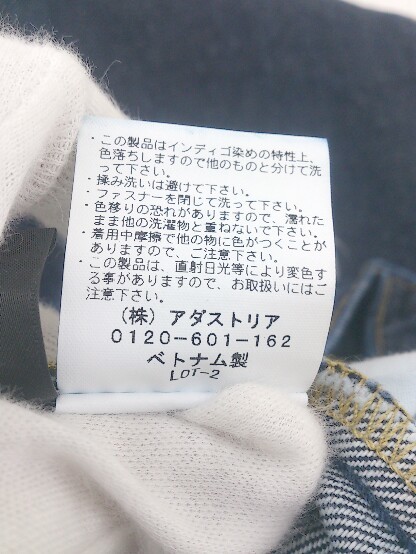 ・この製品はインディゴ染めの特性上、
色落ちしますので他のものと分けて洗
って下さい。
・揉み洗いは避けて下さい。
・ファスナーを閉じて洗って下さい。
・色移りの恐れがありますので、濡れた
まま他の洗濯物と重ねないで下さい。
・着用中摩擦で他の物に色がつくことが
ありますので、ご注意下さい。
・この製品は、直射日光等により変色す
る事がありますので、お取扱いにはご
注意下さい。
(株) アダストリア
0120-601-162
ベトナム製
LOT-2